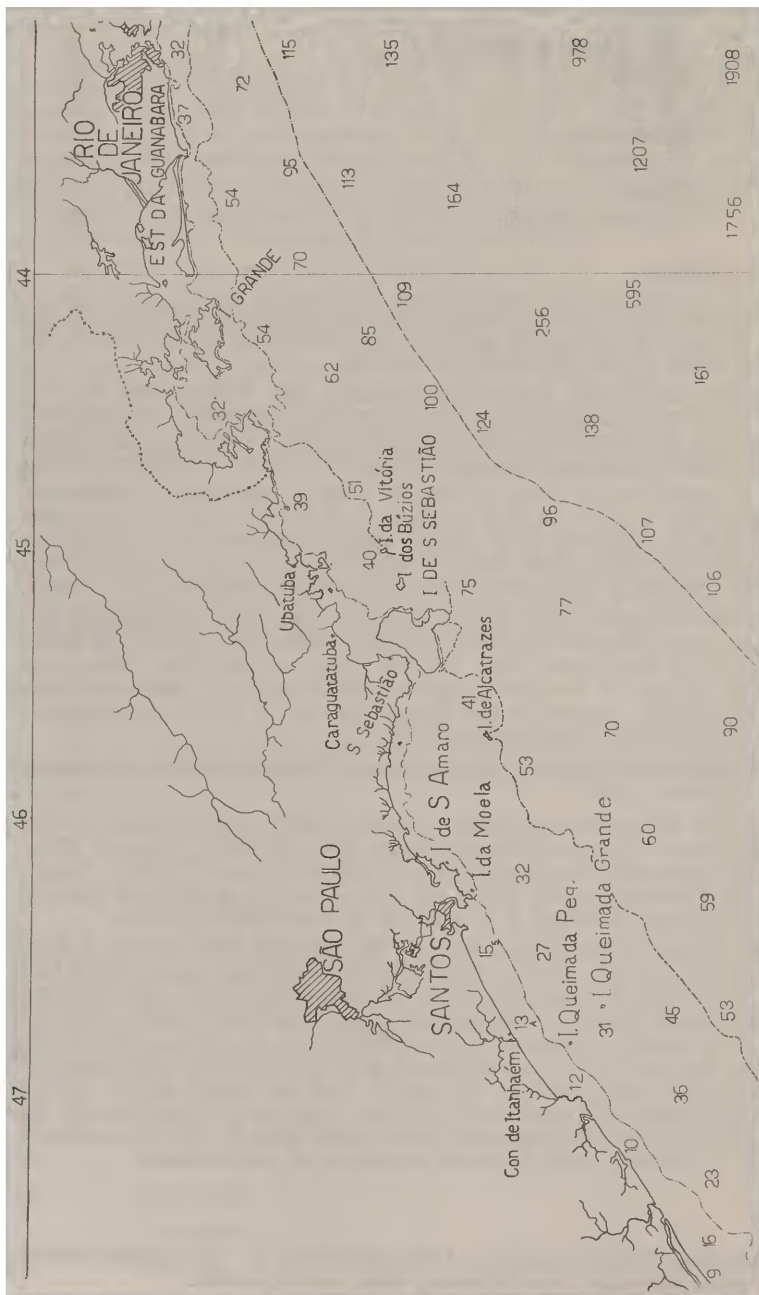 47
46
45
44
RIO
DE
JANEIRO
EST DA GUANABARA
32
37
72
115
135
978
1908
54
95
113
164
1207
1756
70
GRANDE
54
109
85
256
595
62
100
161
32
124
138
39
51
Ubatuba
40
I. da Vitória
I dos Búzios
I DE S SEBASTIÃO
96
107
106
Caraguatatuba
S Sebastião
75
77
41
I. de Alcatrazes
70
90
SÃO PAULO
SANTOS
I de S Amaro
I. da Moela
53
32
60
59
15
27
I. Queimada Peq.
31
I. Queimada Grande
Con de Itanhaém
13
45
53
12
36
10
23
16
9